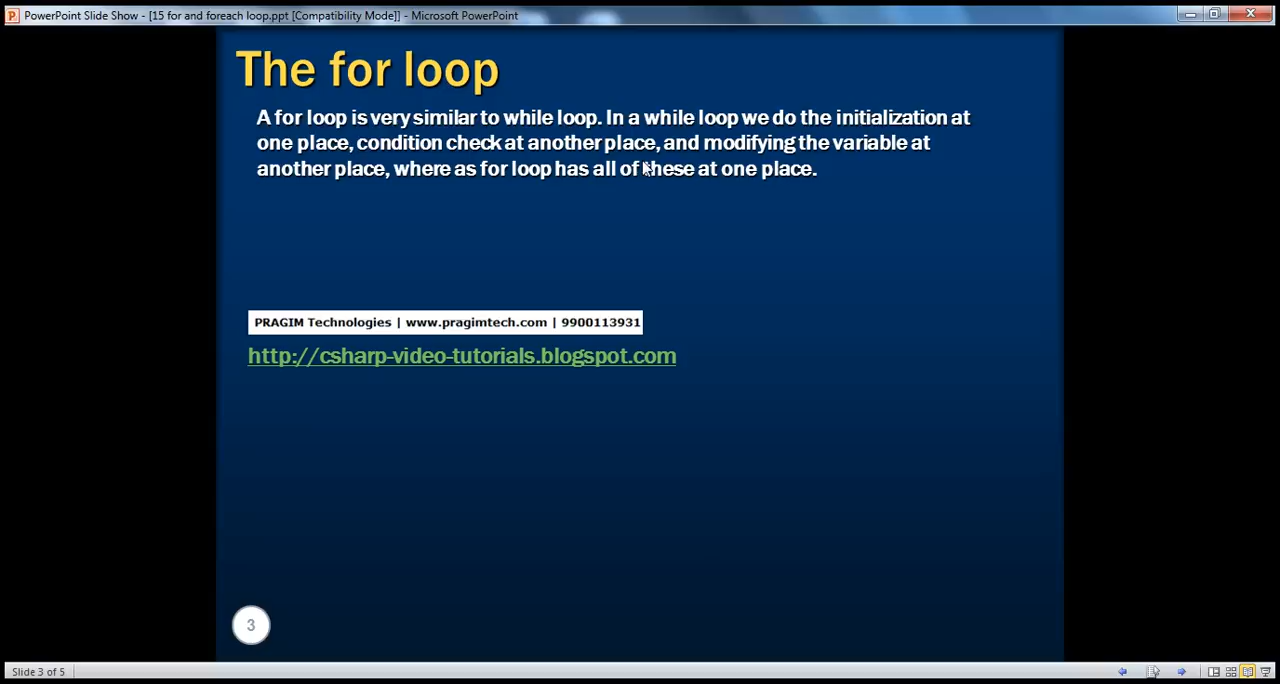 PowerPoint Slide Show - [15 for and foreach loop.ppt [Compatibility Mode]] - Microsoft PowerPoint
The for loop
A for loop is very similar to while loop. In a while loop we do the initialization at
one place, condition check at another place, and modifying the variable at
another place, where as for loop has all of these at one place.
PRAGIM Technologies | www.pragimtech.com | 9900113931
http://csharp-video-tutorials.blogspot.com
3
Slide 3 of 5